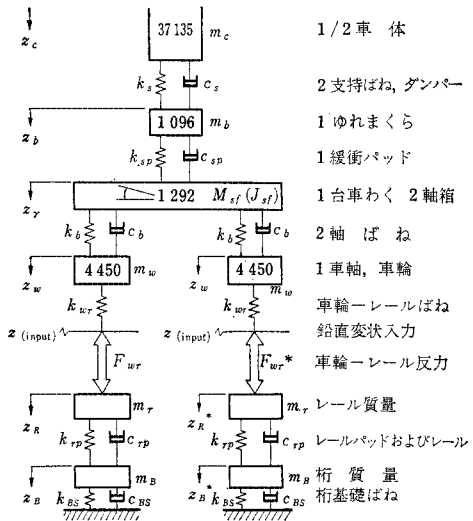 z_c 37 135 m_c 1/2 車 体
k_s c_s 2 支持ばね, ダンパー
z_b 1 096 m_b 1 ゆれまくら
k_sp c_sp 1 緩衝パッド
z_γ 1 292 M_sf (J_sf) 1 台車わく 2 軸箱
k_b c_b k_b c_b 2 軸 ば ね
z_w 4 450 m_w z_w 4 450 m_w 1 車軸, 車輪
k_wr k_wr 車輪ーレールばね
z (input) z (input) 鉛直変状入力
F_wr F_wr* 車輪ーレール反力
z_R m_r z_R* m_r レール質量
k_rp c_rp k_rp c_rp レールパッドおよびレール
z_B m_B z_B* m_B 桁 質 量
k_BS c_BS k_BS c_BS 桁基礎ばね